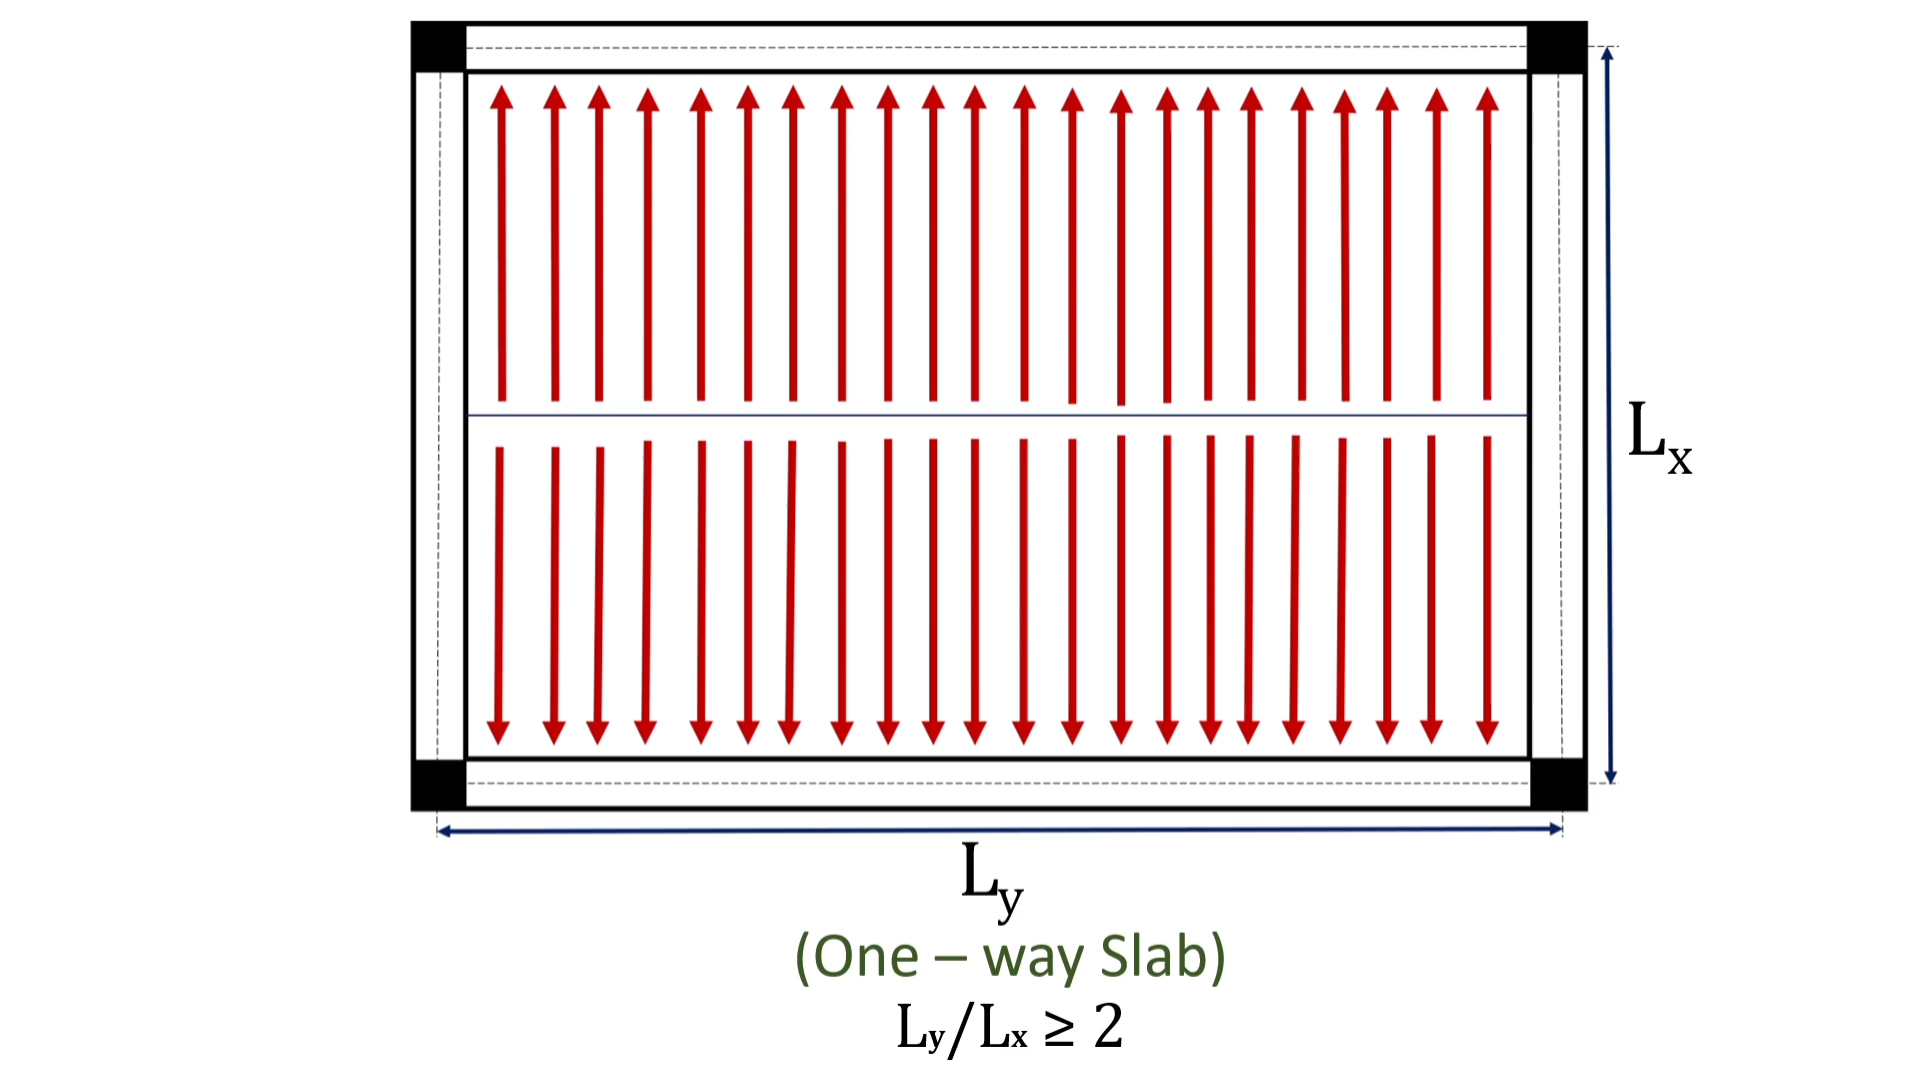 Lx
Ly
(One – way Slab)
Ly/Lx ≥ 2